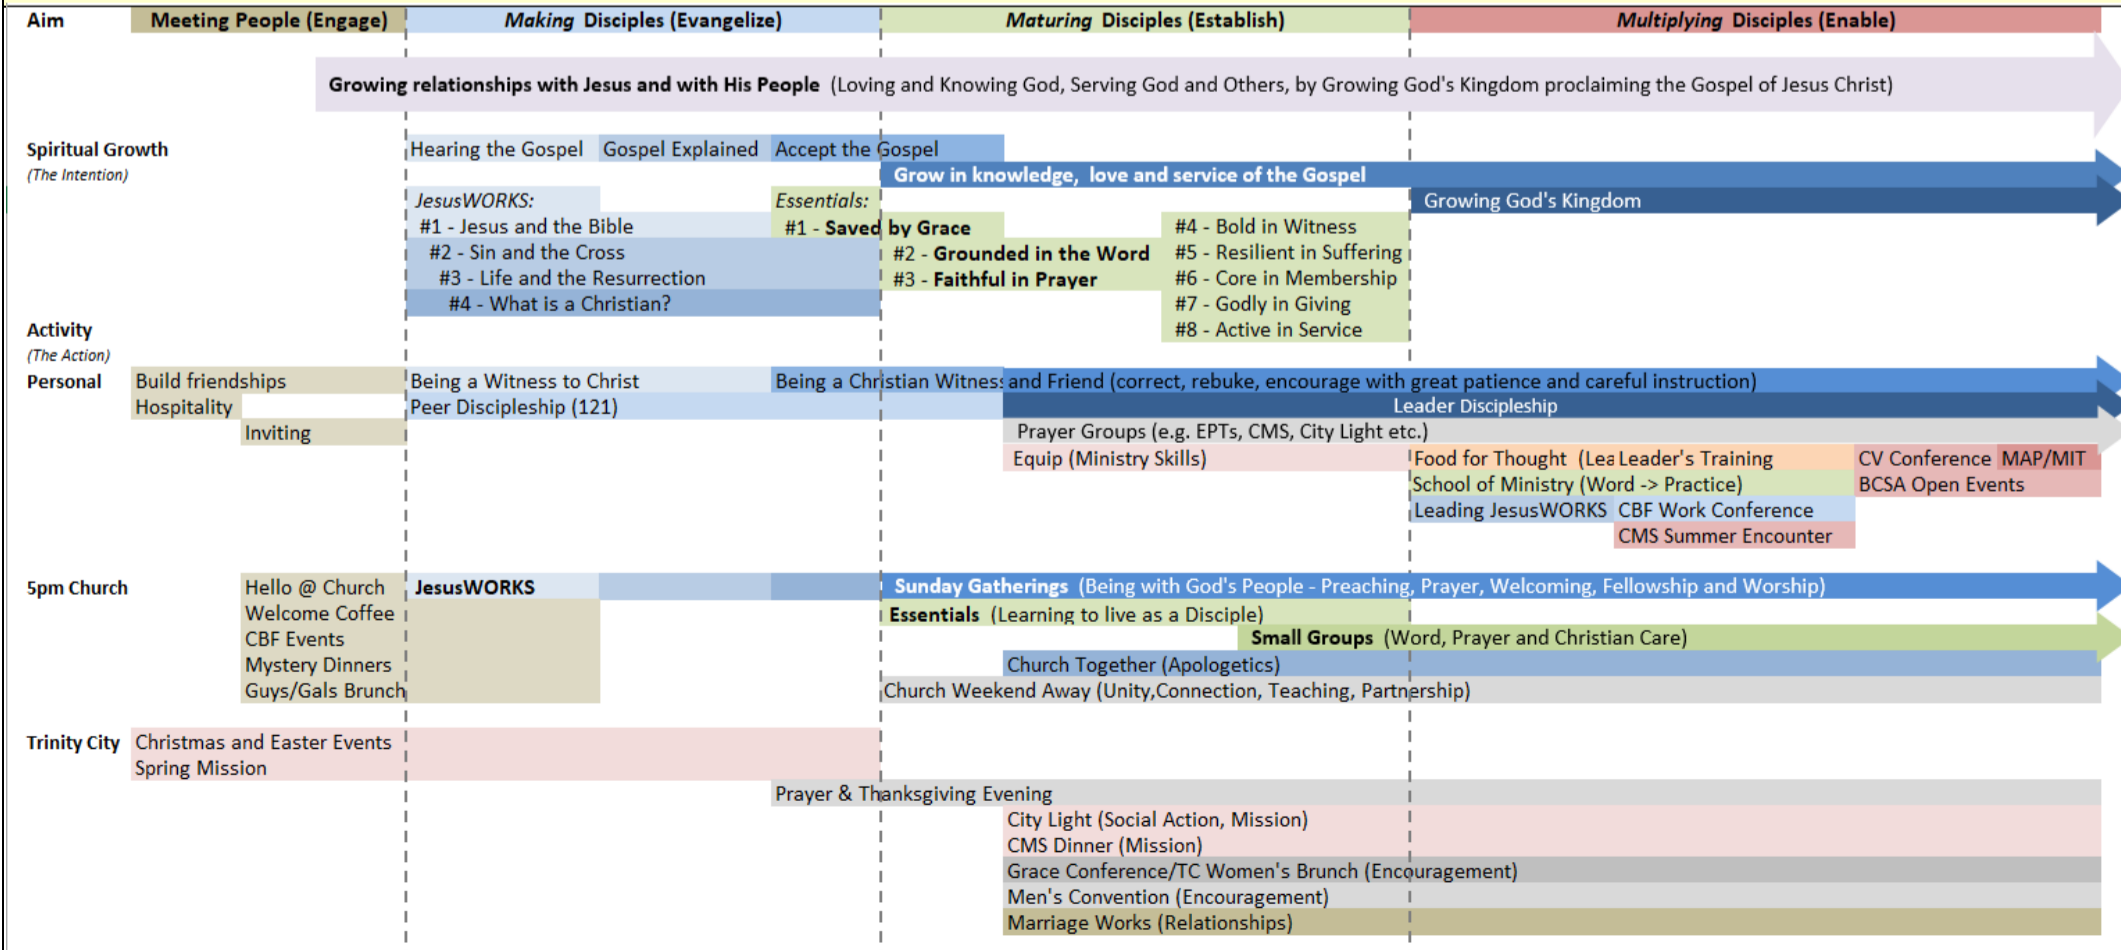 Aim Meeting People (Engage) Making Disciples (Evangelize) Maturing Disciples (Establish) Multiplying Disciples (Enable)
Growing relationships with Jesus and with His People (Loving and Knowing God, Serving God and Others, by Growing God's Kingdom proclaiming the Gospel of Jesus Christ)
Spiritual Growth Hearing the Gospel Gospel Explained Accept the Gospel
(The Intention) Grow in knowledge, love and service of the Gospel
JesusWORKS: Essentials: Growing God's Kingdom
#1 - Jesus and the Bible #1 - Saved by Grace #4 - Bold in Witness
#2 - Sin and the Cross #2 - Grounded in the Word #5 - Resilient in Suffering
#3 - Life and the Resurrection #3 - Faithful in Prayer #6 - Core in Membership
#4 - What is a Christian? #7 - Godly in Giving
Activity #8 - Active in Service
(The Action)
Personal Build friendships Being a Witness to Christ Being a Christian Witness and Friend (correct, rebuke, encourage with great patience and careful instruction)
Hospitality Peer Discipleship (121) Leader Discipleship
Inviting Prayer Groups (e.g. EPTs, CMS, City Light etc.)
Equip (Ministry Skills) Food for Thought (Lea Leader's Training CV Conference MAP/MIT
School of Ministry (Word -> Practice) BCSA Open Events
Leading JesusWORKS CBF Work Conference
CMS Summer Encounter
5pm Church Hello @ Church JesusWORKS Sunday Gatherings (Being with God's People - Preaching, Prayer, Welcoming, Fellowship and Worship)
Welcome Coffee Essentials (Learning to live as a Disciple)
CBF Events Small Groups (Word, Prayer and Christian Care)
Mystery Dinners Church Together (Apologetics)
Guys/Gals Brunch Church Weekend Away (Unity,Connection, Teaching, Partnership)
Trinity City Christmas and Easter Events
Spring Mission
Prayer & Thanksgiving Evening
City Light (Social Action, Mission)
CMS Dinner (Mission)
Grace Conference/TC Women's Brunch (Encouragement)
Men's Convention (Encouragement)
Marriage Works (Relationships)